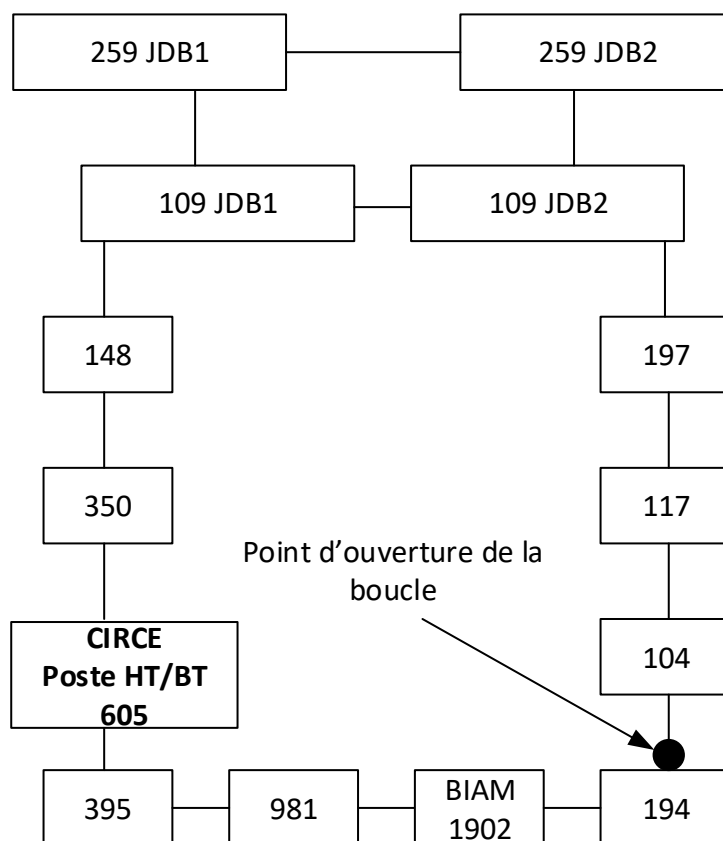 259 JDB1
259 JDB2
109 JDB1
109 JDB2
148
197
350
117
Point d’ouverture de la
boucle
CIRCE
Poste HT/BT
605
104
395
981
BIAM
1902
194